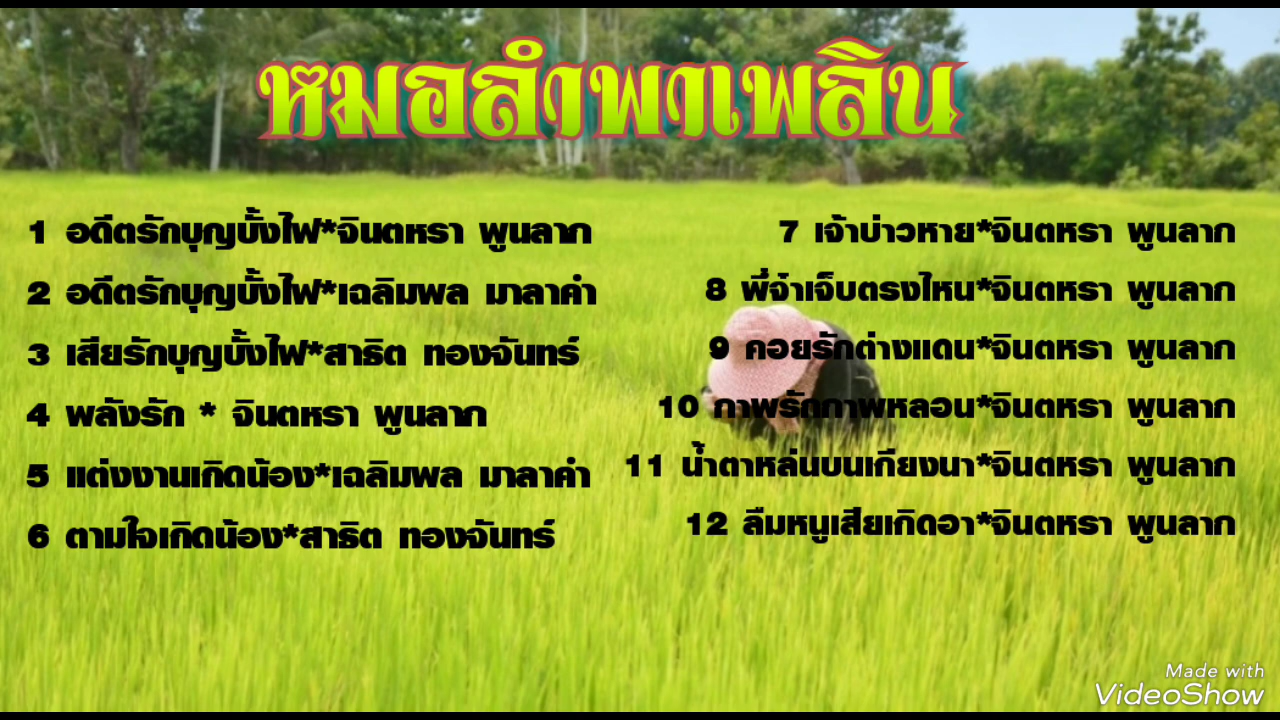 หมอลำพาเพลิน
1 อดีตรักบุญบั้งไฟ*จินตหรา พูนลาภ
2 อดีตรักบุญบั้งไฟ*เฉลิมพล มาลาคำ
3 เสียรักบุญบั้งไฟ*สาธิต ทองจันทร์
4 พลังรัก * จินตหรา พูนลาภ
5 แต่งงานเกิดน้อง*เฉลิมพล มาลาคำ
6 ตามใจเกิดน้อง*สาธิต ทองจันทร์
7 เจ้าบ่าวหาย*จินตหรา พูนลาภ
8 พี่จ๋าเจ็บตรงไหน*จินตหรา พูนลาภ
9 คอยรักต่างแดน*จินตหรา พูนลาภ
10 ภาพรัดภาพหลอน*จินตหรา พูนลาภ
11 น้ำตาหล่นบนเถียงนา*จินตหรา พูนลาภ
12 ลืมหนูเสียเถิดอา*จินตหรา พูนลาภ
Made with
VideoShow